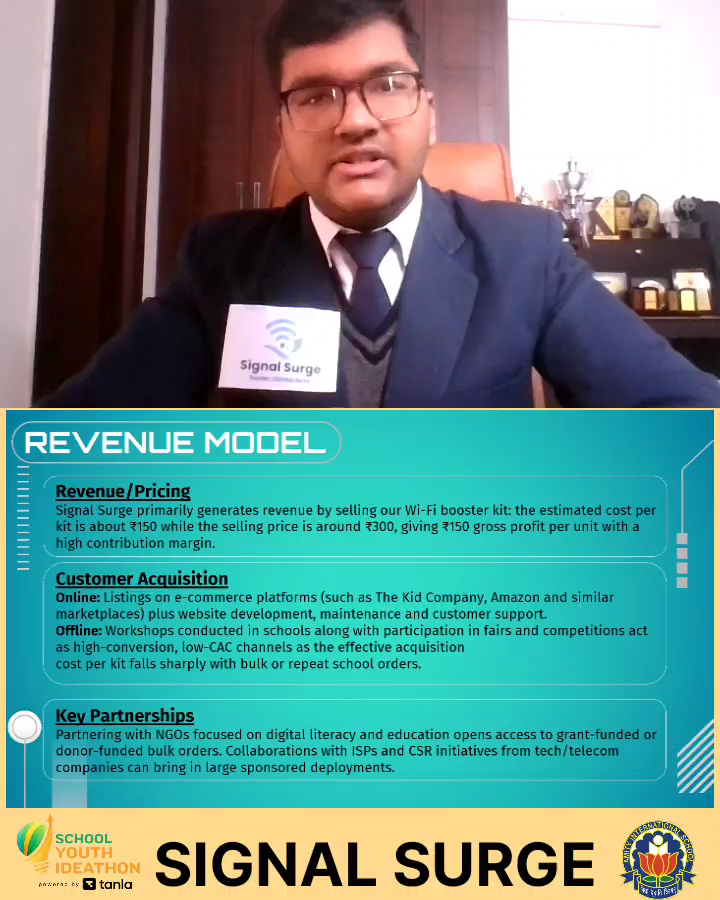 Signal Surge
REVENUE MODEL
Revenue/Pricing
Signal Surge primarily generates revenue by selling our Wi-Fi booster kit: the estimated cost per
kit is about ₹150 while the selling price is around ₹300, giving ₹150 gross profit per unit with a
high contribution margin.
Customer Acquisition
Online: Listings on e-commerce platforms (such as The Kid Company, Amazon and similar
marketplaces) plus website development, maintenance and customer support.
Offline: Workshops conducted in schools along with participation in fairs and competitions act
as high-conversion, low-CAC channels as the effective acquisition
cost per kit falls sharply with bulk or repeat school orders.
Key Partnerships
Partnering with NGOs focused on digital literacy and education opens access to grant-funded or
donor-funded bulk orders. Collaborations with ISPs and CSR initiatives from tech/telecom
companies can bring in large sponsored deployments.
SCHOOL
YOUTH
IDEATHON
powered by tanla
SIGNAL SURGE
AMITY INTERNATIONAL SCHOOL